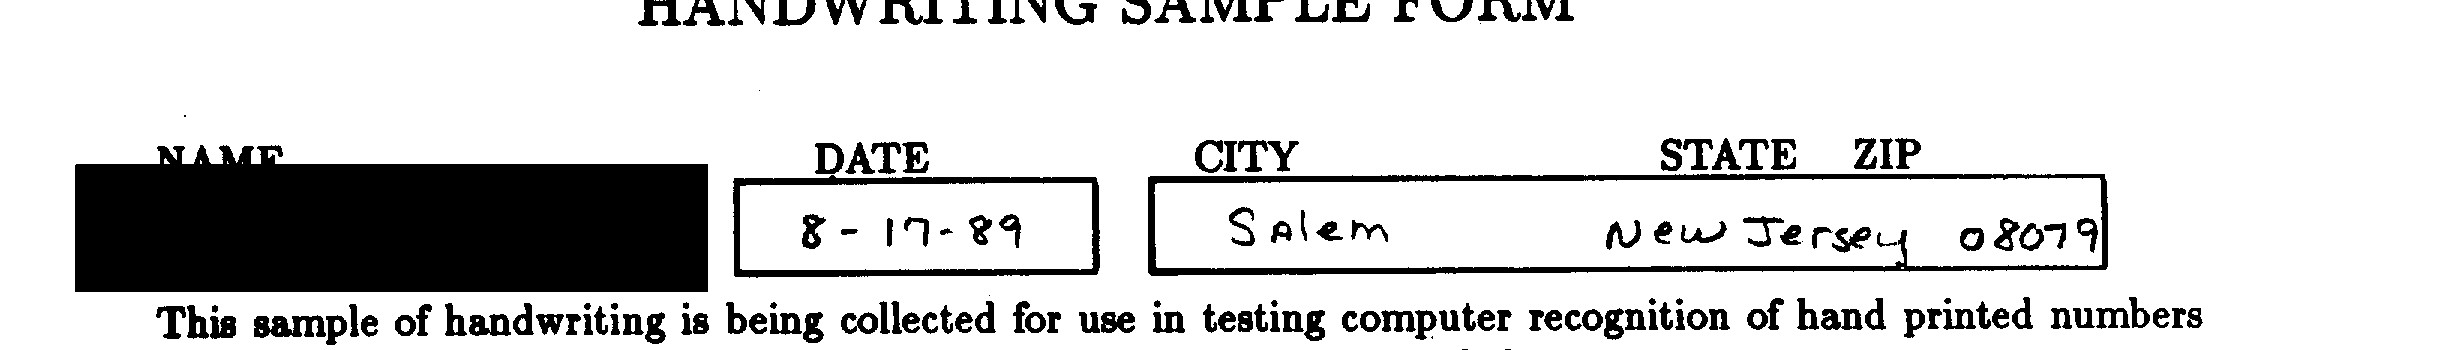 HANDWRITING SAMPLE FORM
NAME DATE CITY STATE ZIP
8-17-89 Salem New Jersey 08079
This sample of handwriting is being collected for use in testing computer recognition of hand printed numbers